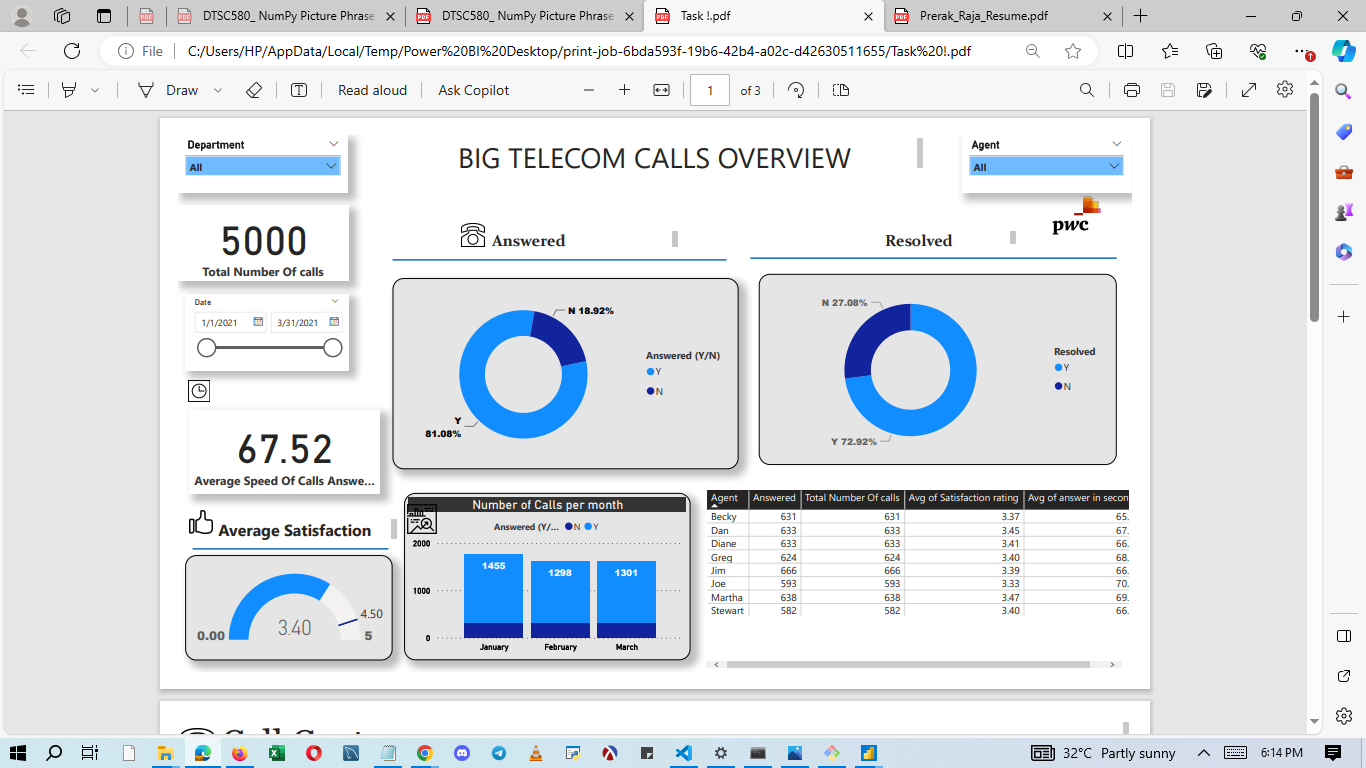 DTSC580_ NumPy Picture Phrase
DTSC580_ NumPy Picture Phrase
Task !.pdf
Prerak_Raja_Resume.pdf
File
C:/Users/HP/AppData/Local/Temp/Power%20BI%20Desktop/print-job-6bda593f-19b6-42b4-a02c-d42630511655/Task%20!.pdf
Draw
Read aloud
Ask Copilot
1
of 3
Department
All
BIG TELECOM CALLS OVERVIEW
Agent
All
pwc
5000
Total Number Of calls
Answered
Resolved
Date
1/1/2021
3/31/2021
N 18.92%
Y
81.08%
Answered (Y/N)
Y
N
N 27.08%
Y 72.92%
Resolved
Y
N
67.52
Average Speed Of Calls Answe...
Average Satisfaction
0.00
3.40
4.50
5
Number of Calls per month
Answered (Y/... N Y
2000
1000
0
1455
1298
1301
January
February
March
Agent Answered Total Number Of calls Avg of Satisfaction rating Avg of answer in secon
Becky 631 631 3.37 65.
Dan 633 633 3.45 67.
Diane 633 633 3.41 66.
Greg 624 624 3.40 68.
Jim 666 666 3.39 66.
Joe 593 593 3.33 70.
Martha 638 638 3.47 69.
Stewart 582 582 3.40 66.
32°C Partly sunny
6:14 PM